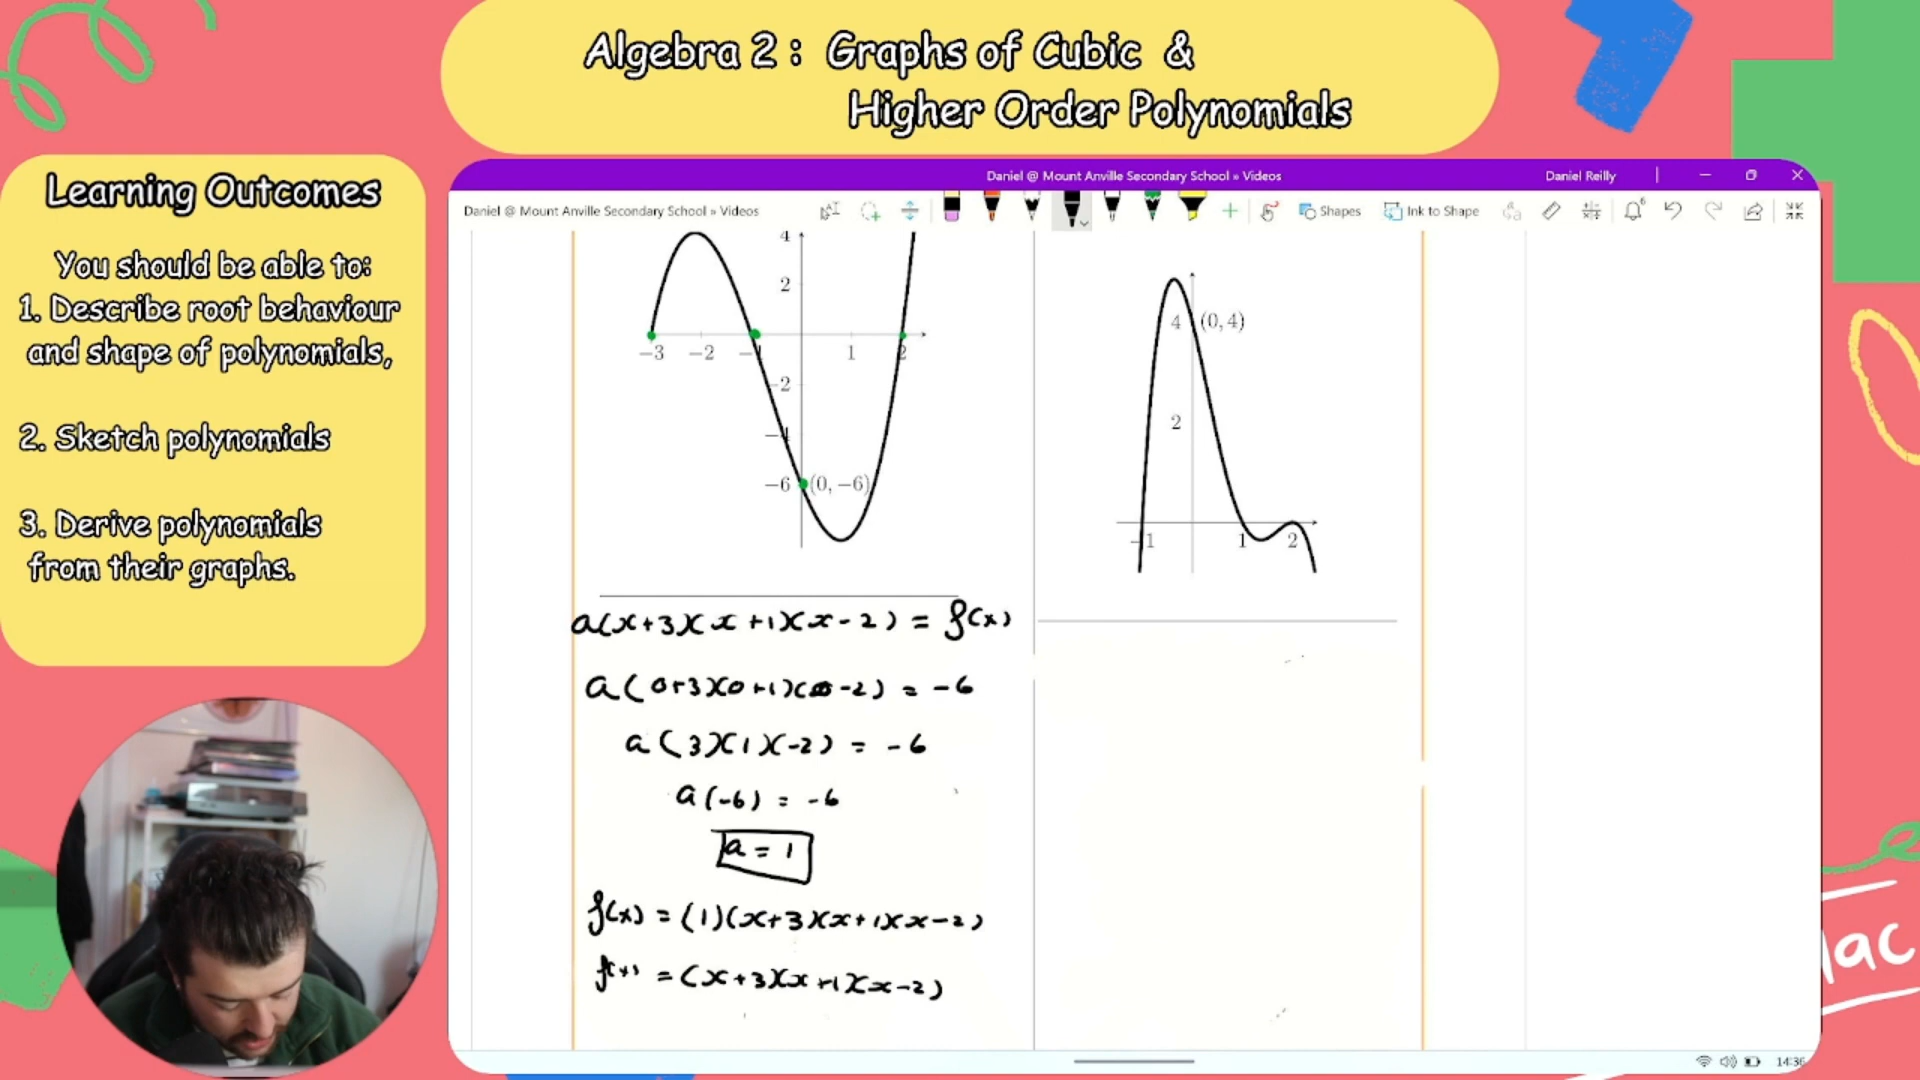 Algebra 2 : Graphs of Cubic &
Higher Order Polynomials
Learning Outcomes
You should be able to:
1. Describe root behaviour
and shape of polynomials,
2. Sketch polynomials
3. Derive polynomials
from their graphs.
Daniel @ Mount Anville Secondary School » Videos
Daniel Reilly
Daniel @ Mount Anville Secondary School » Videos
Shapes
Ink to Shape
6
4
2
−3 −2 −1 1 2
−2
−4
−6 (0, −6)
4 (0, 4)
2
−1 1 2
a(x+3)(x+1)(x-2) = f(x)
a(0+3)(0+1)(0-2) = -6
a(3)(1)(-2) = -6
a(-6) = -6
a = 1
f(x) = (1)(x+3)(x+1)(x-2)
f(x) = (x+3)(x+1)(x-2)
lac